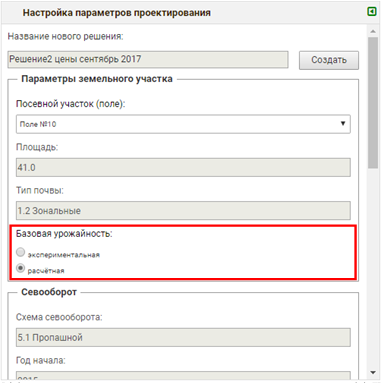 Настройка параметров проектирования
Название нового решения:
Решение2 цены сентябрь 2017
Создать
Параметры земельного участка
Посевной участок (поле):
Поле №10
Площадь:
41.0
Тип почвы:
1.2 Зональные
Базовая урожайность:
экспериментальная
расчётная
Севооборот
Схема севооборота:
5.1 Пропашной
Год начала:
2015